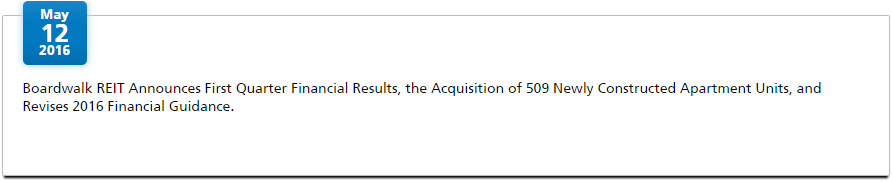 May
12
2016
Boardwalk REIT Announces First Quarter Financial Results, the Acquisition of 509 Newly Constructed Apartment Units, and
Revises 2016 Financial Guidance.